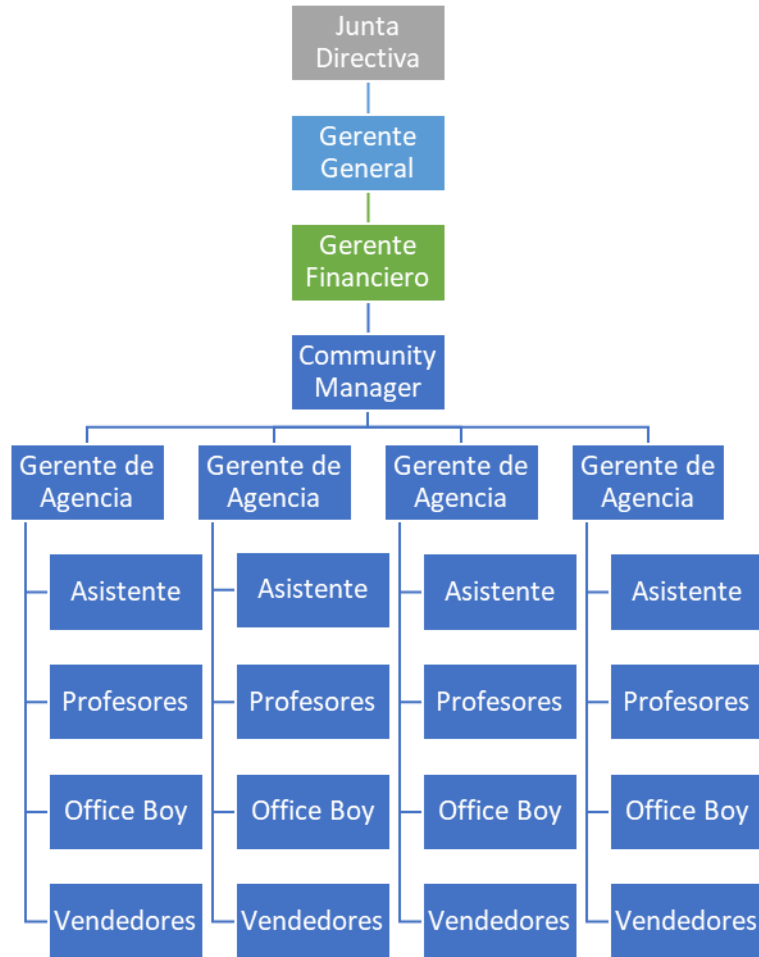 Junta
Directiva
Gerente
General
Gerente
Financiero
Community
Manager
Gerente de
Agencia
Gerente de
Agencia
Gerente de
Agencia
Gerente de
Agencia
Asistente
Asistente
Asistente
Asistente
Profesores
Profesores
Profesores
Profesores
Office Boy
Office Boy
Office Boy
Office Boy
Vendedores
Vendedores
Vendedores
Vendedores